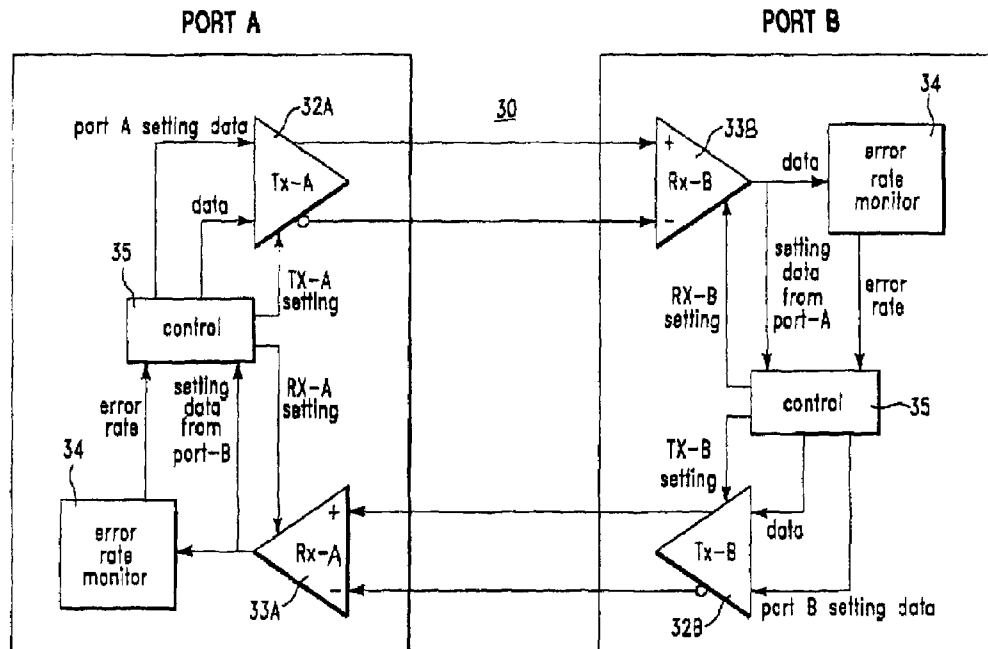 PORT A
PORT B
32A
port A setting data
Tx-A
data
30
33B
+
Rx-B
−
data
34
error
rate
monitor
35
control
TX-A
setting
RX-B
setting
setting
data
from
port-A
error
rate
error
rate
setting
data
from
port-B
RX-A
setting
control
35
TX-B
setting
34
error
rate
monitor
+
Rx-A
−
33A
Tx-B
data
32B
port B setting data